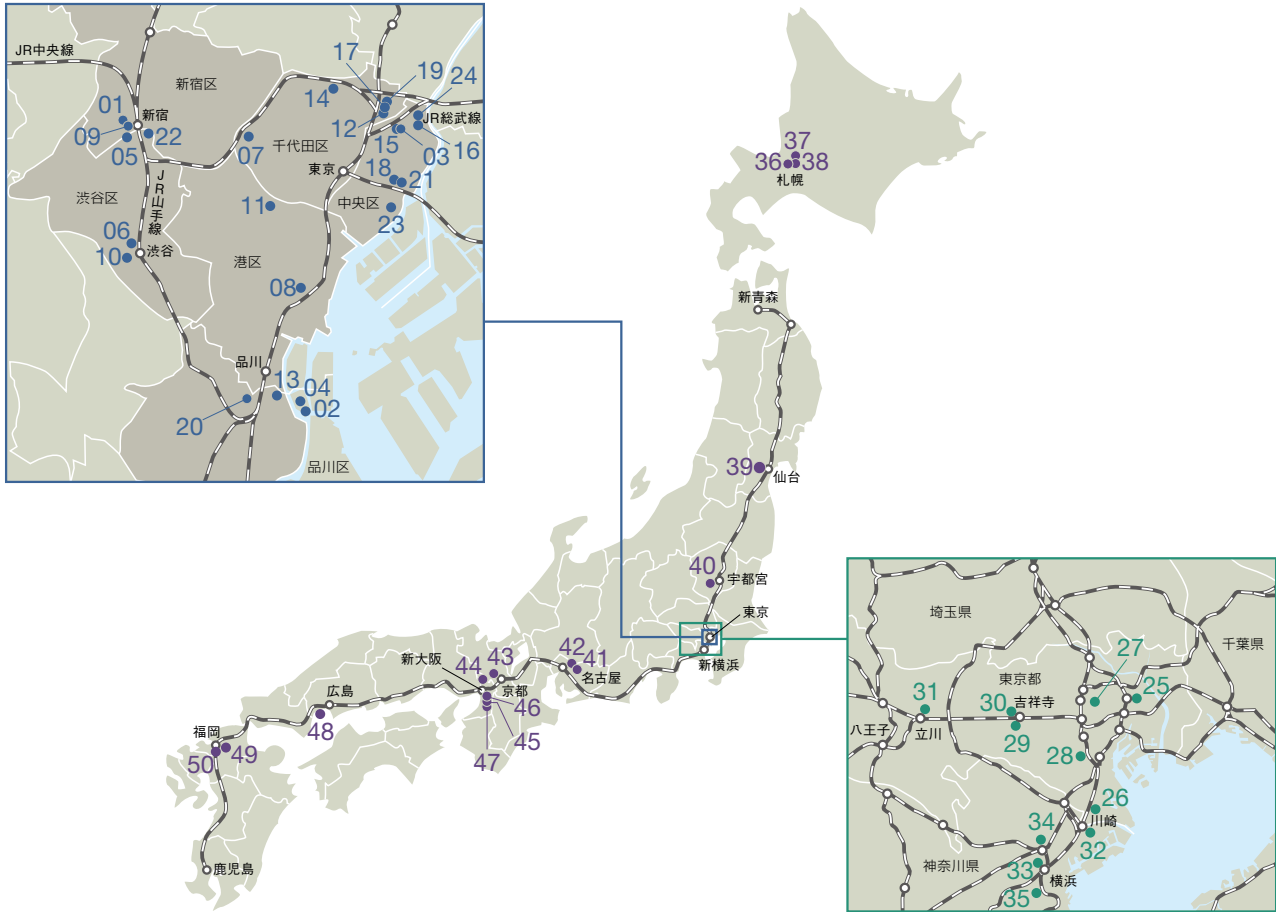 JR中央線
新宿区
17
19
24
14
01
新宿
12
JR総武線
09
22
05
07
千代田区
15
03
16
東京
18
21
渋谷区
JR山手線
11
中央区
23
06
渋谷
10
港区
08
品川
13
04
02
20
品川区
37
36
38
札幌
新青森
39
仙台
40
宇都宮
東京
新横浜
42
41
名古屋
新大阪
44
43
京都
46
45
47
広島
48
福岡
49
50
鹿児島
埼玉県
千葉県
27
東京都
25
31
30
吉祥寺
八王子
立川
29
28
26
川崎
34
32
神奈川県
33
横浜
35